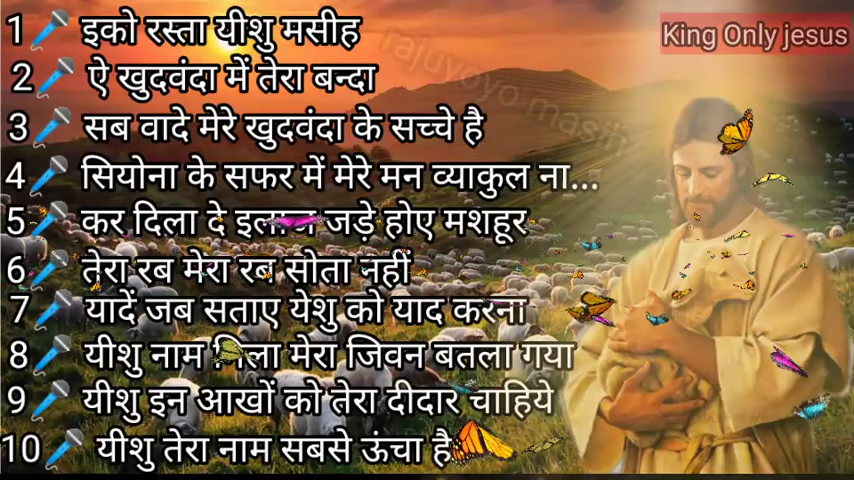 1 इको रस्ता यीशु मसीह
King Only jesus
rajuyoyo.masih
2 ऐ खुदवंदा में तेरा बन्दा
3 सब वादे मेरे खुदवंदा के सच्चे है
4 सियोना के सफर में मेरे मन व्याकुल ना...
5 कर दिला दे जड़े होए मशहूर
6 तेरा रब मेरा रब सोता नहीं
7 यादें जब सताए येशु को याद करना
8 यीशु नाम मेरा जिवन बतला गया
9 यीशु इन आखों को तेरा दीदार चाहिये
10 यीशु तेरा नाम सबसे ऊंचा है